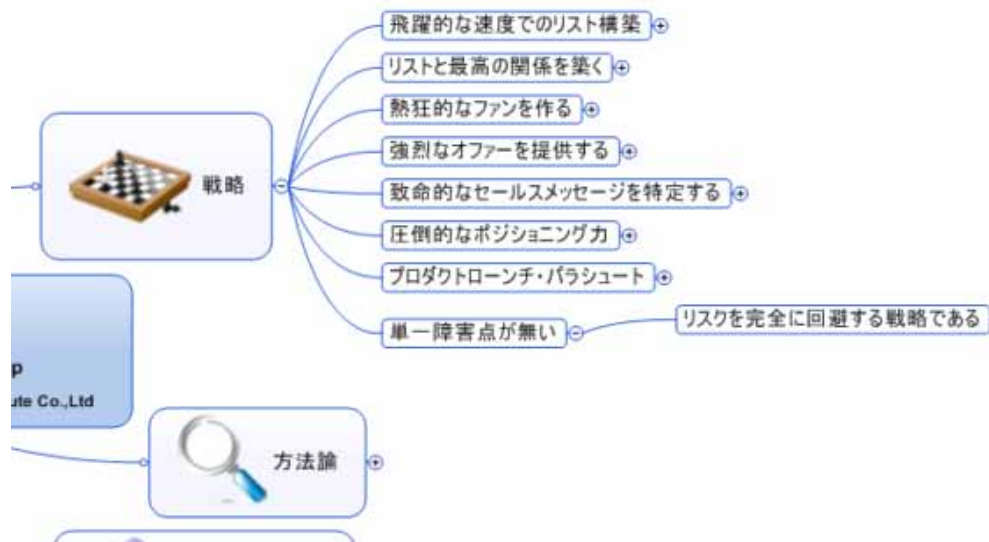 飛躍的な速度でのリスト構築
リストと最高の関係を築く
熱狂的なファンを作る
強烈なオファーを提供する
戦略
致命的なセールスメッセージを特定する
圧倒的なポジショニング力
プロダクトローンチ・パラシュート
単一障害点が無い
リスクを完全に回避する戦略である
p
ute Co.,Ltd
方法論